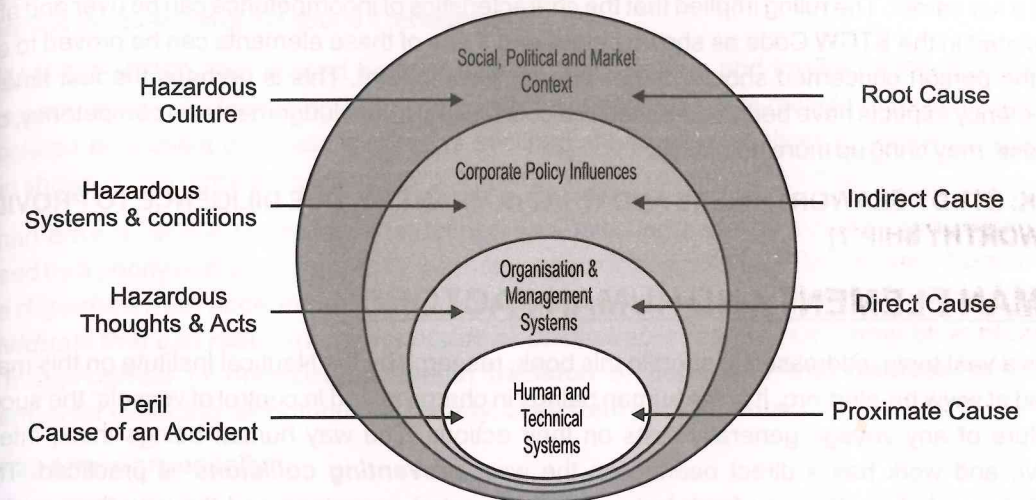 Social, Political and Market
Context
Hazardous
Culture
Root Cause
Corporate Policy Influences
Hazardous
Systems & conditions
Indirect Cause
Organisation &
Management
Systems
Hazardous
Thoughts & Acts
Direct Cause
Human and
Technical
Systems
Peril
Cause of an Accident
Proximate Cause